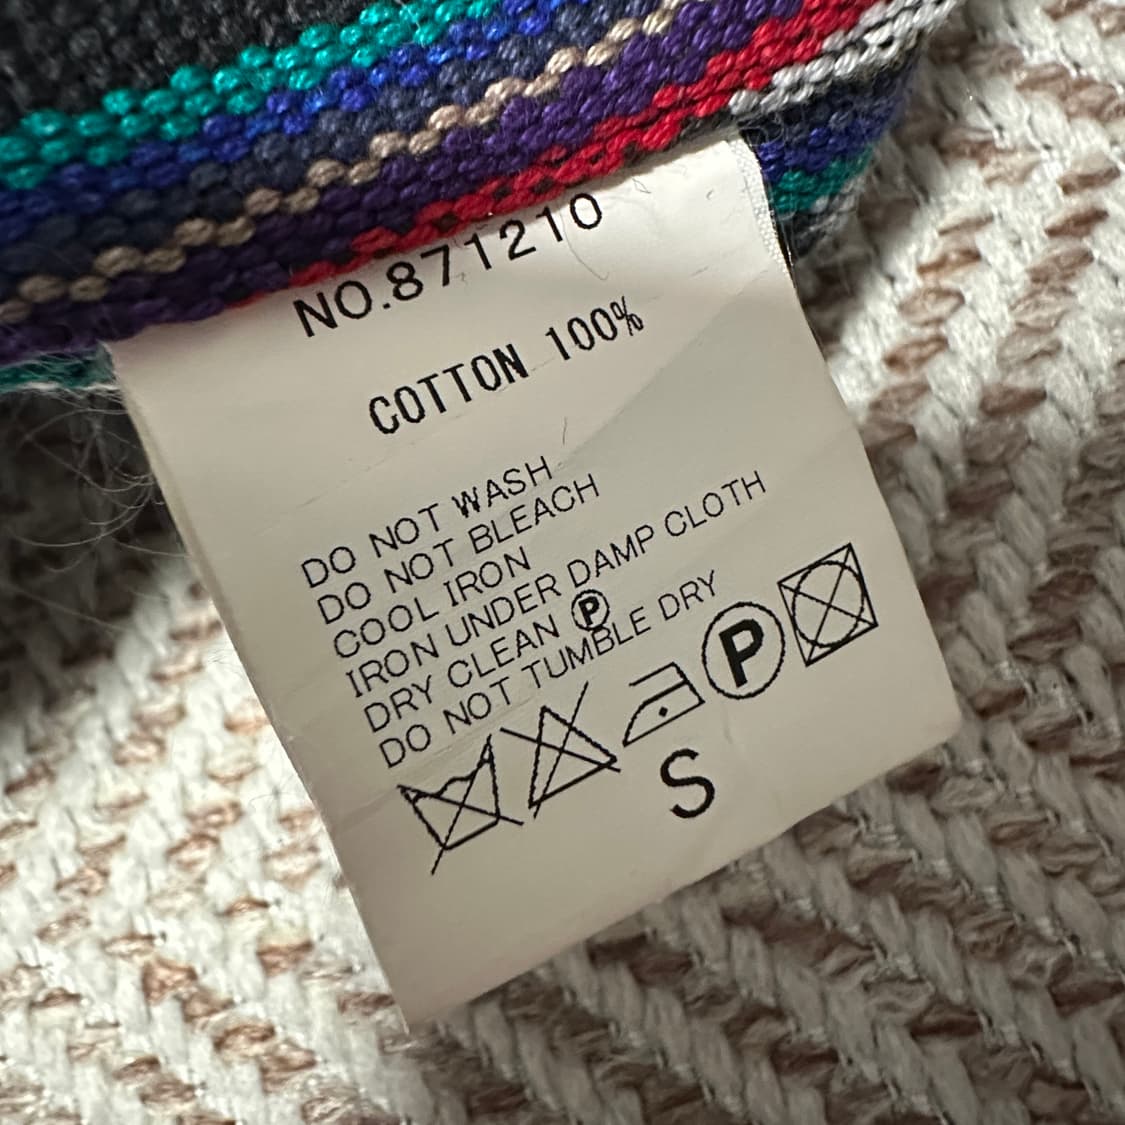 NO.871210
COTTON 100%
DO NOT WASH
DO NOT BLEACH
COOL IRON
IRON UNDER DAMP CLOTH
DRY CLEAN Ⓟ
DO NOT TUMBLE DRY
P
S